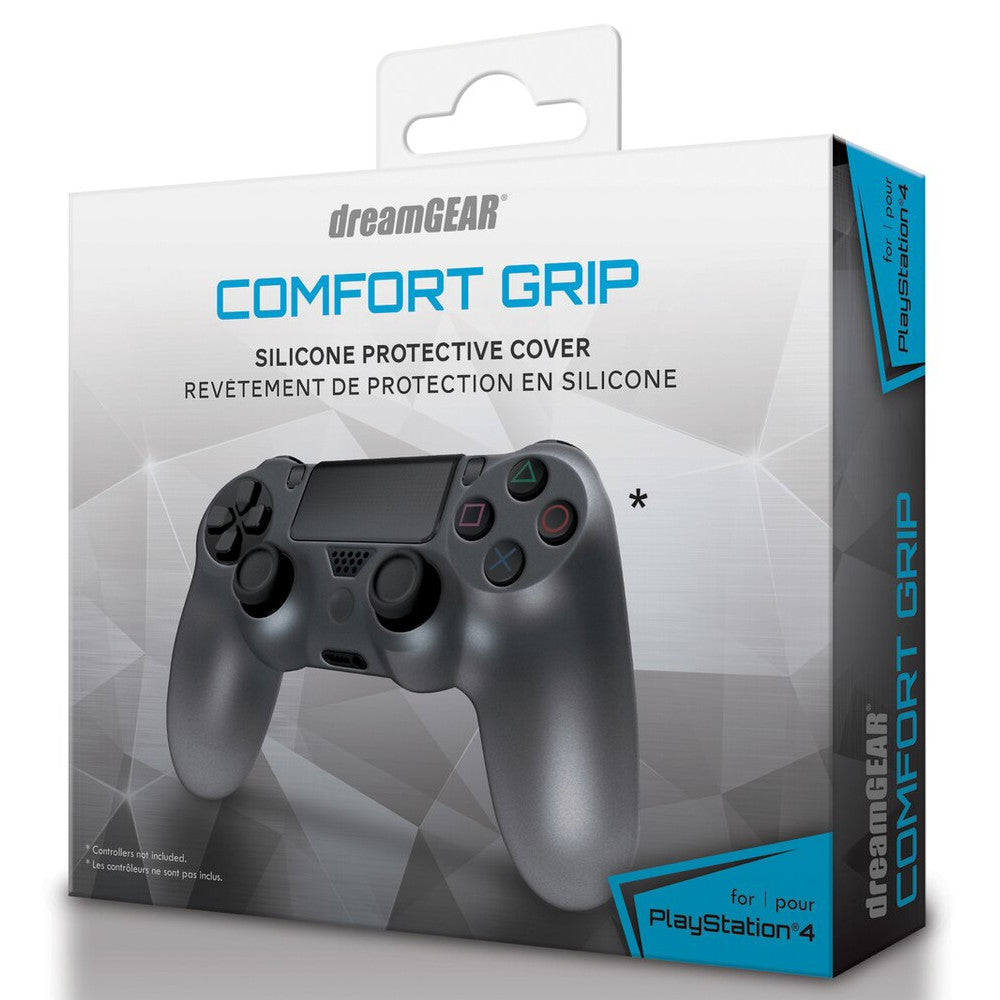 dreamGEAR®
COMFORT GRIP
SILICONE PROTECTIVE COVER
REVÊTEMENT DE PROTECTION EN SILICONE
*
* Controllers not included.
* Les contrôleurs ne sont pas inclus.
for | pour
PlayStation®4
for | pour
PlayStation®4
dreamGEAR®
COMFORT GRIP